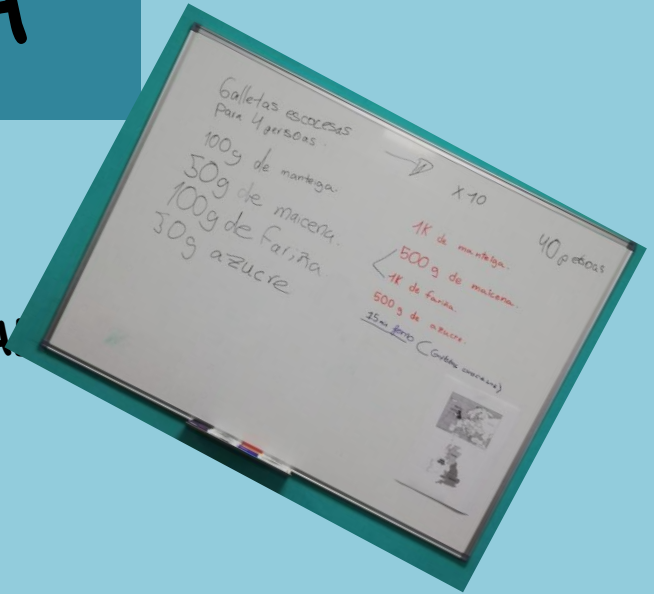 Galletas escocesas
para 4 persoas.
100g de manteiga.
50g de maicena.
100g de fariña
50g azucre
X 10
40 persoas
1K de manteiga.
500 g de maicena.
1K de fariña.
500 g de azucre.
15 min forno